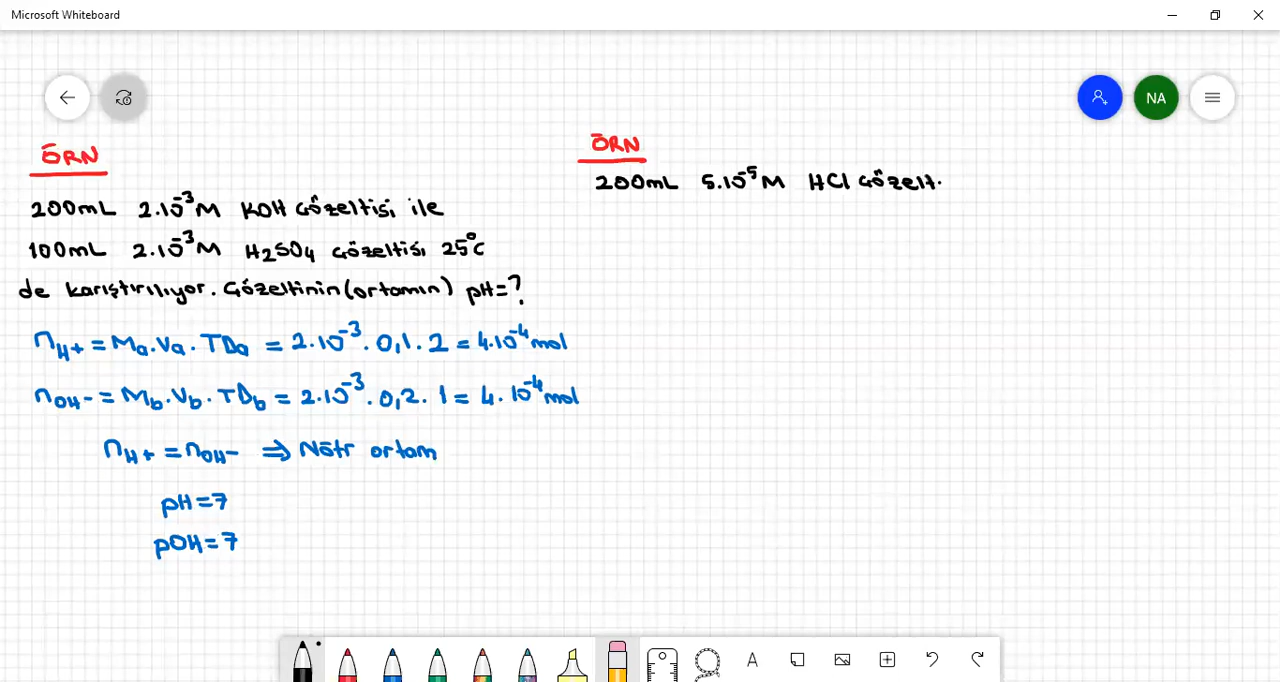 Microsoft Whiteboard
NA
ÖRN
200mL 2.10⁻³M KOH Çözeltisi ile
100mL 2.10⁻³M H₂SO₄ Çözeltisi 25°C
de karıştırılıyor. Çözeltinin (ortamın) pH=?
nH+ = Ma.Va.TDa = 2.10⁻³.0,1.2 = 4.10⁻⁴mol
nOH- = Mb.Vb.TDb = 2.10⁻³.0,2.1 = 4.10⁻⁴mol
nH+ = nOH- ⇒ Nötr ortam
pH=7
pOH=7
ÖRN
200mL 5.10⁻⁵M HCl Çözelt.
A